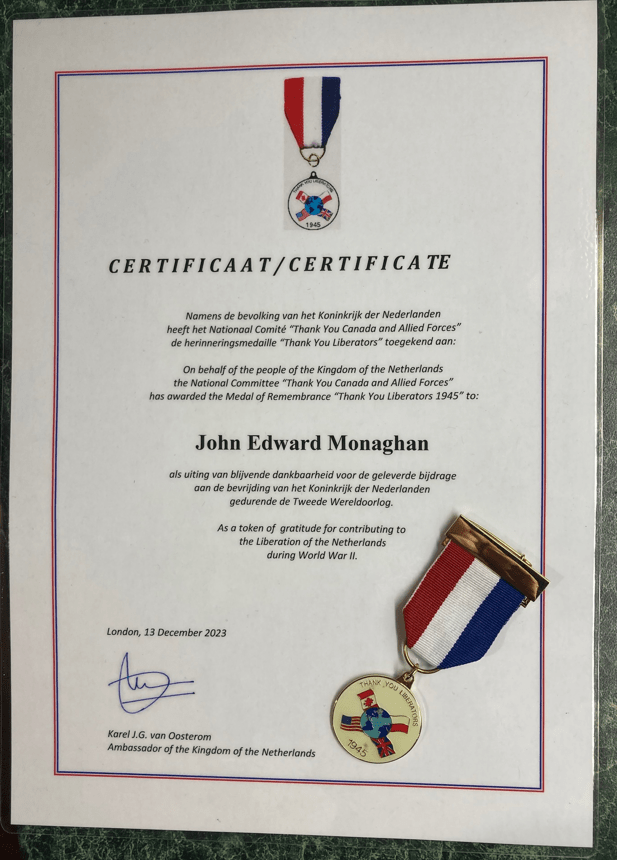 THANK YOU LIBERATORS
1945
CERTIFICAAT/CERTIFICATE
Namens de bevolking van het Koninkrijk der Nederlanden
heeft het Nationaal Comité “Thank You Canada and Allied Forces”
de herinneringsmedaille “Thank You Liberators” toegekend aan:
On behalf of the people of the Kingdom of the Netherlands
the National Committee “Thank You Canada and Allied Forces”
has awarded the Medal of Remembrance “Thank You Liberators 1945” to:
John Edward Monaghan
als uiting van blijvende dankbaarheid voor de geleverde bijdrage
aan de bevrijding van het Koninkrijk der Nederlanden
gedurende de Tweede Wereldoorlog.
As a token of gratitude for contributing to
the Liberation of the Netherlands
during World War II.
London, 13 December 2023
Karel J.G. van Oosterom
Ambassador of the Kingdom of the Netherlands
THANK YOU LIBERATORS
1945